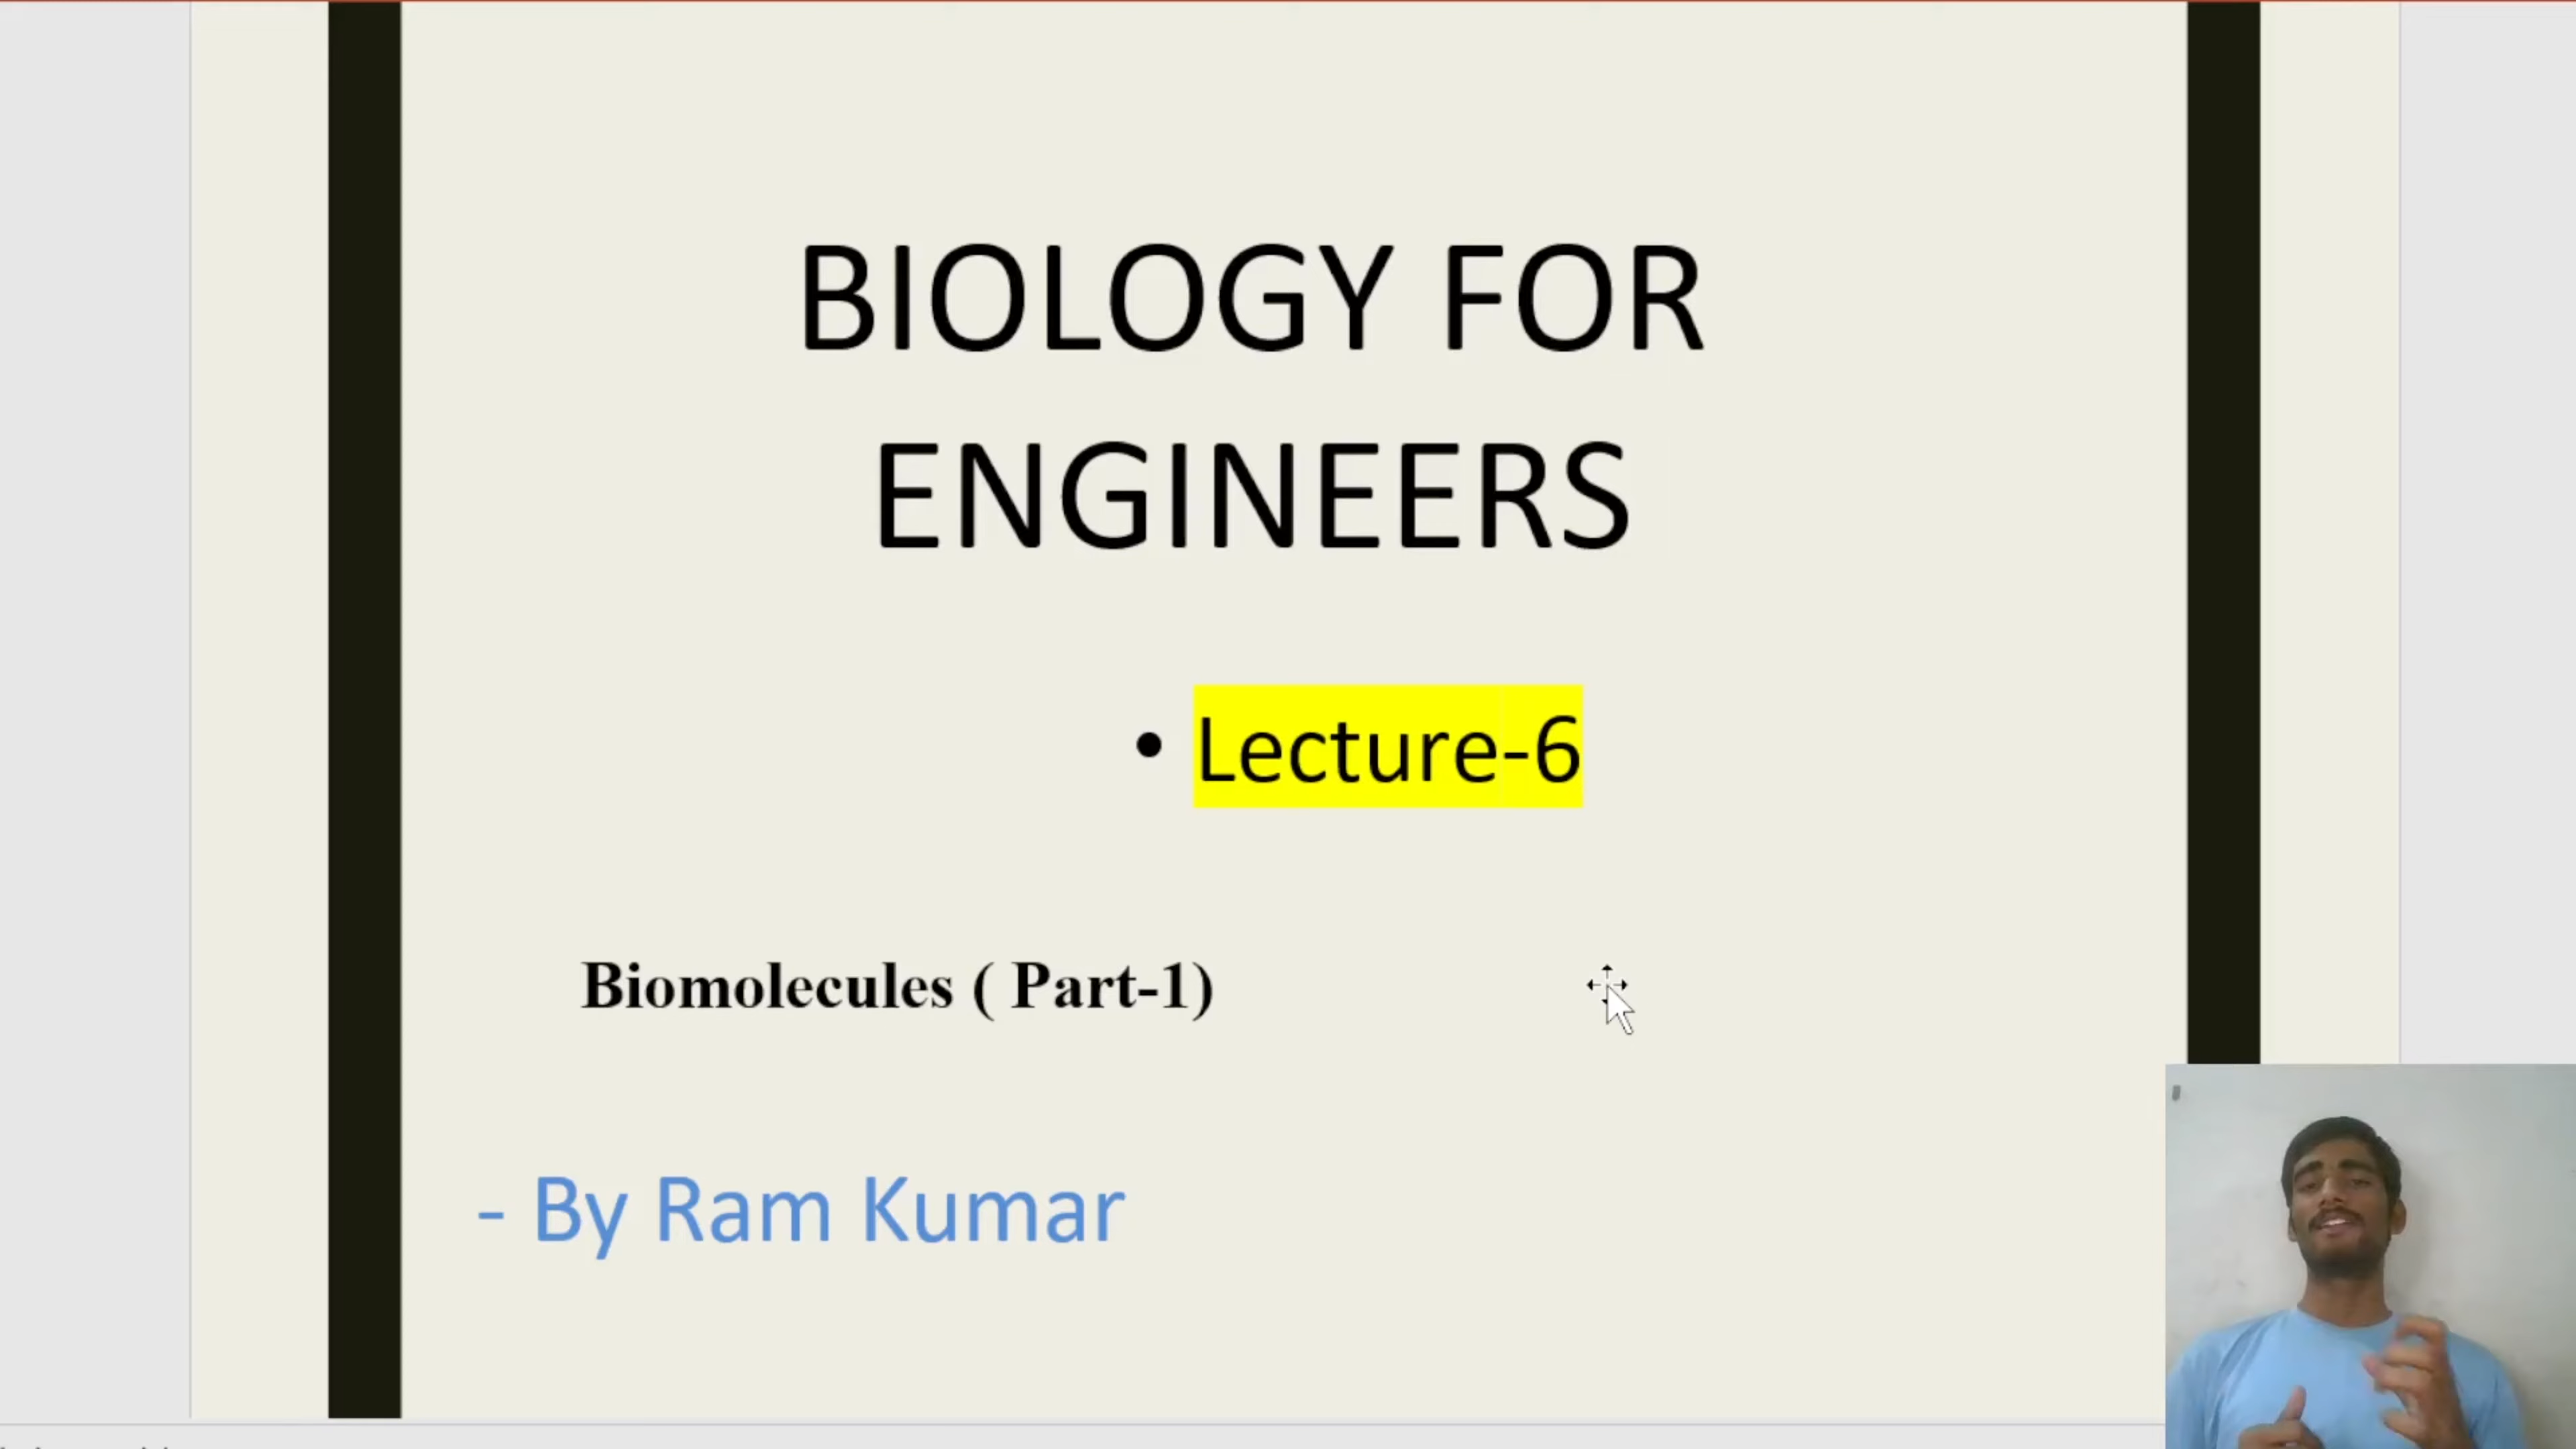 BIOLOGY FOR
ENGINEERS
• Lecture-6
Biomolecules ( Part-1)
- By Ram Kumar